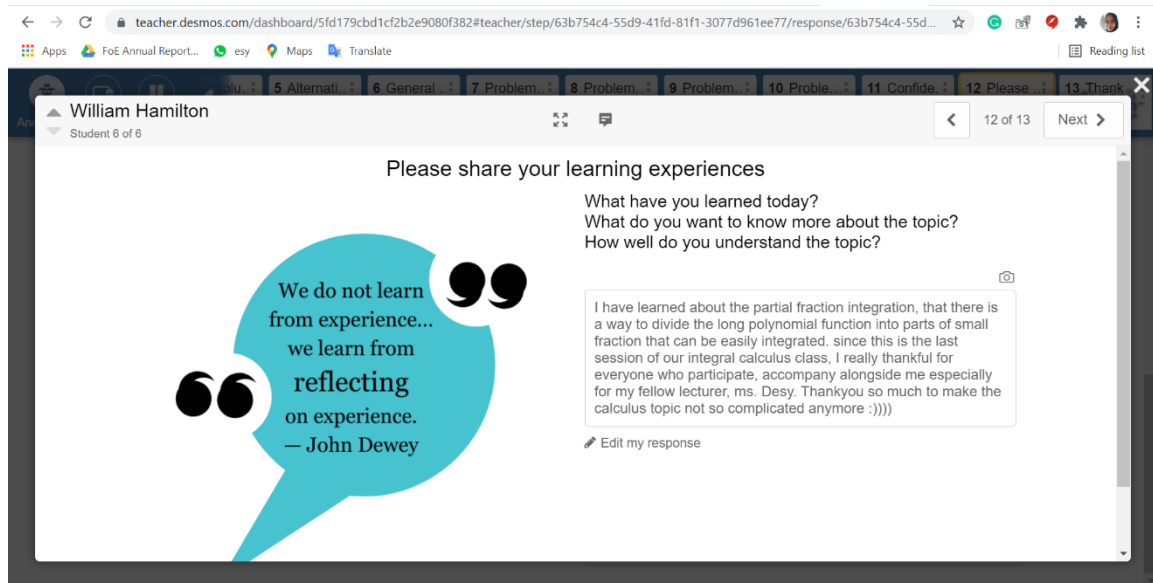 teacher.desmos.com/dashboard/5fd179cbd1cf2b2e9080f382#teacher/step/63b754c4-55d9-41fd-81f1-3077d961ee77/response/63b754c4-55d...
Apps FoE Annual Report... esy Maps Translate Reading list
5 Alternati... 6 General... 7 Problem... 8 Problem... 9 Problem... 10 Proble... 11 Confide... 12 Please ... 13 Thank
William Hamilton
Student 6 of 6
12 of 13 Next
Please share your learning experiences
What have you learned today?
What do you want to know more about the topic?
How well do you understand the topic?
We do not learn
from experience...
we learn from
reflecting
on experience.
— John Dewey
I have learned about the partial fraction integration, that there is
a way to divide the long polynomial function into parts of small
fraction that can be easily integrated. since this is the last
session of our integral calculus class, I really thankful for
everyone who participate, accompany alongside me especially
for my fellow lecturer, ms. Desy. Thankyou so much to make the
calculus topic not so complicated anymore :))))
Edit my response